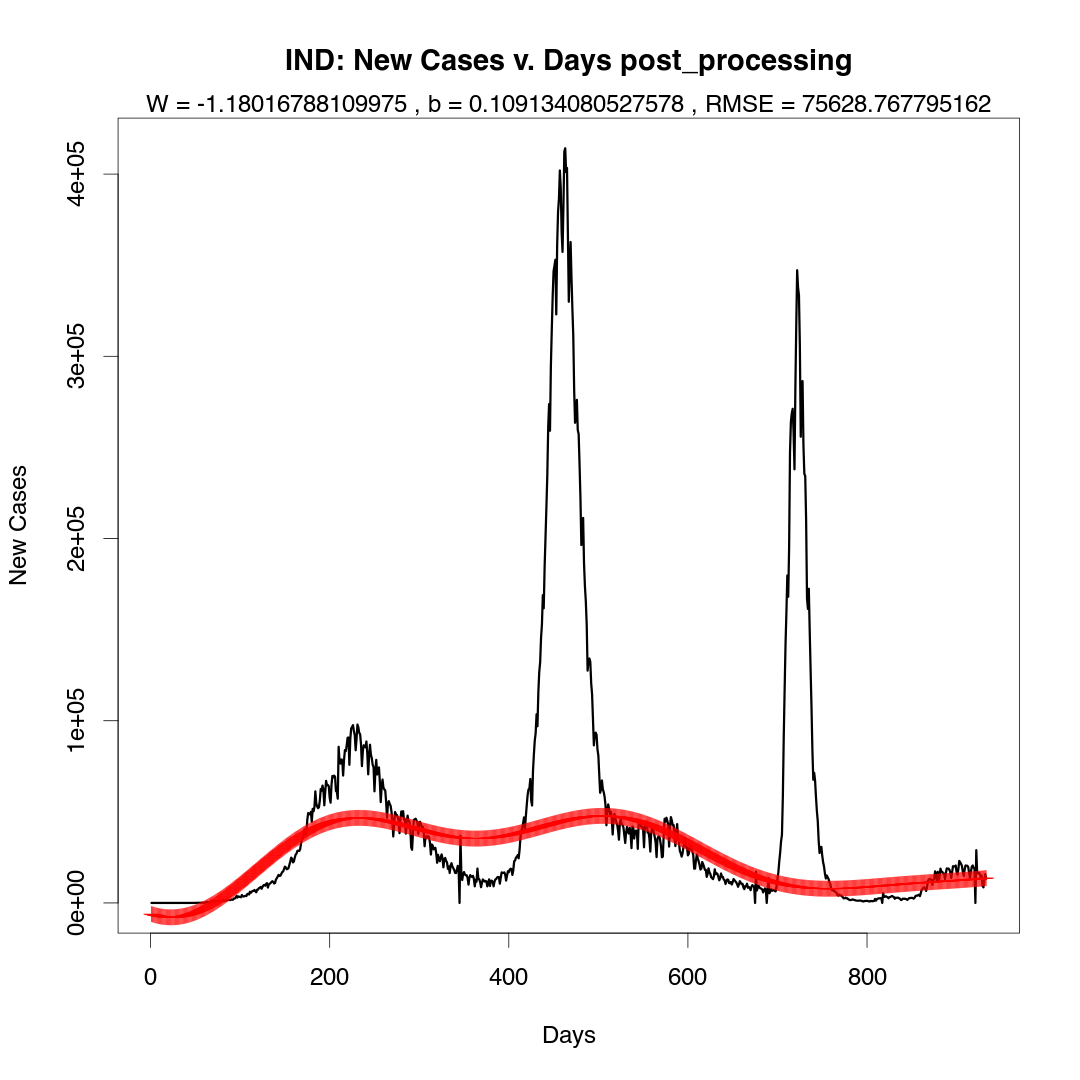 IND: New Cases v. Days post_processing
W = -1.18016788109975 , b = 0.109134080527578 , RMSE = 75628.767795162
New Cases
4e+05
3e+05
2e+05
1e+05
0e+00
0 200 400 600 800
Days